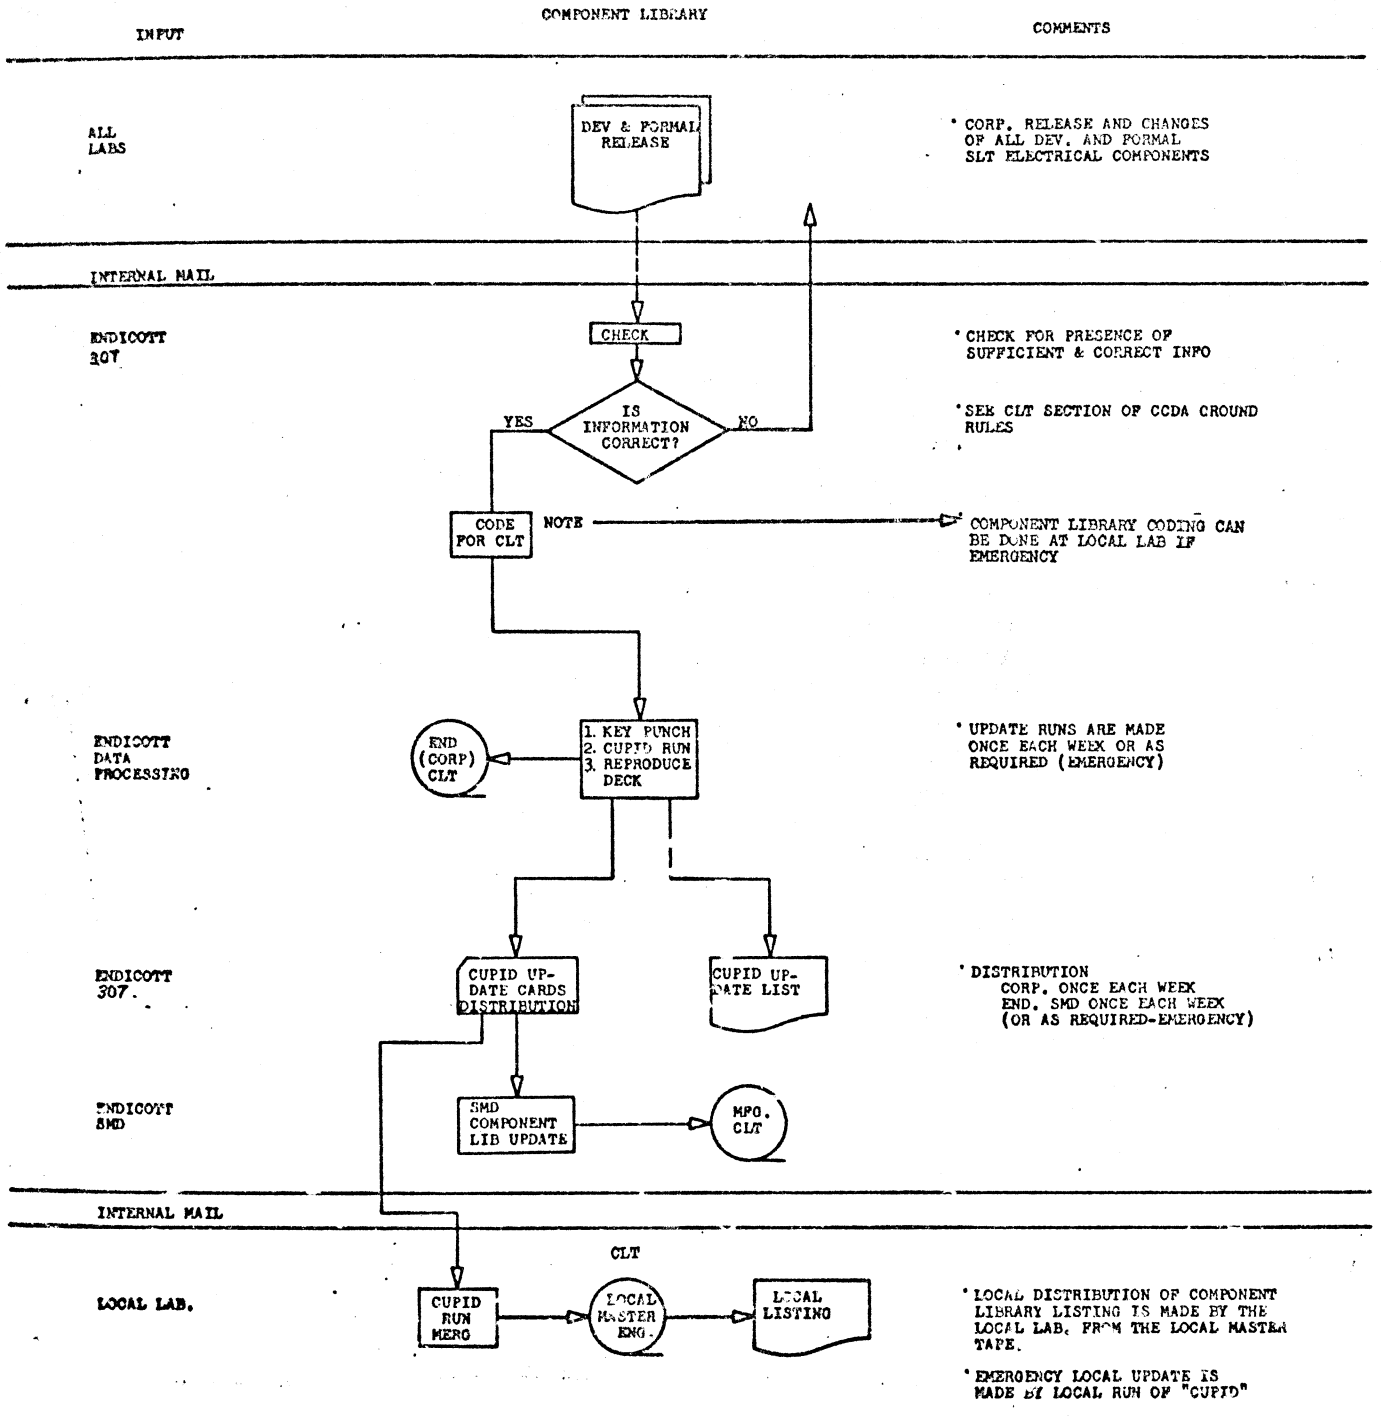 COMPONENT LIBRARY
INPUT
COMMENTS
ALL
LABS
DEV & FORMAL
RELEASE
* CORP. RELEASE AND CHANGES
OF ALL DEV. AND FORMAL
SLT ELECTRICAL COMPONENTS
INTERNAL MAIL
ENDICOTT
307
CHECK
* CHECK FOR PRESENCE OF
SUFFICIENT & CORRECT INFO
IS
INFORMATION
CORRECT?
YES
NO
* SEE CLT SECTION OF CCDA GROUND
RULES
CODE
FOR CLT
NOTE
* COMPONENT LIBRARY CODING CAN
BE DONE AT LOCAL LAB IF
EMERGENCY
ENDICOTT
DATA
PROCESSING
END
(CORP)
CLT
1. KEY PUNCH
2. CUPID RUN
3. REPRODUCE
DECK
* UPDATE RUNS ARE MADE
ONCE EACH WEEK OR AS
REQUIRED (EMERGENCY)
ENDICOTT
307.
CUPID UP-
DATE CARDS
DISTRIBUTION
CUPID UP-
DATE LIST
* DISTRIBUTION
CORP. ONCE EACH WEEK
END. SMD ONCE EACH WEEK
(OR AS REQUIRED-EMERGENCY)
ENDICOTT
SMD
SMD
COMPONENT
LIB UPDATE
MFG.
CLT
INTERNAL MAIL
CLT
LOCAL LAB.
CUPID
RUN
MERG
LOCAL
MASTER
ENG.
LOCAL
LISTING
* LOCAL DISTRIBUTION OF COMPONENT
LIBRARY LISTING IS MADE BY THE
LOCAL LAB, FROM THE LOCAL MASTER
TAPE.
* EMERGENCY LOCAL UPDATE IS
MADE BY LOCAL RUN OF "CUPID"